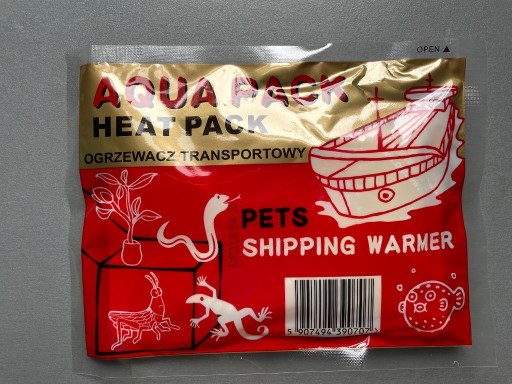 OPEN ▲
AQUA PACK
HEAT PACK
OGRZEWACZ TRANSPORTOWY
PETS
SHIPPING WARMER
5 907494 390707